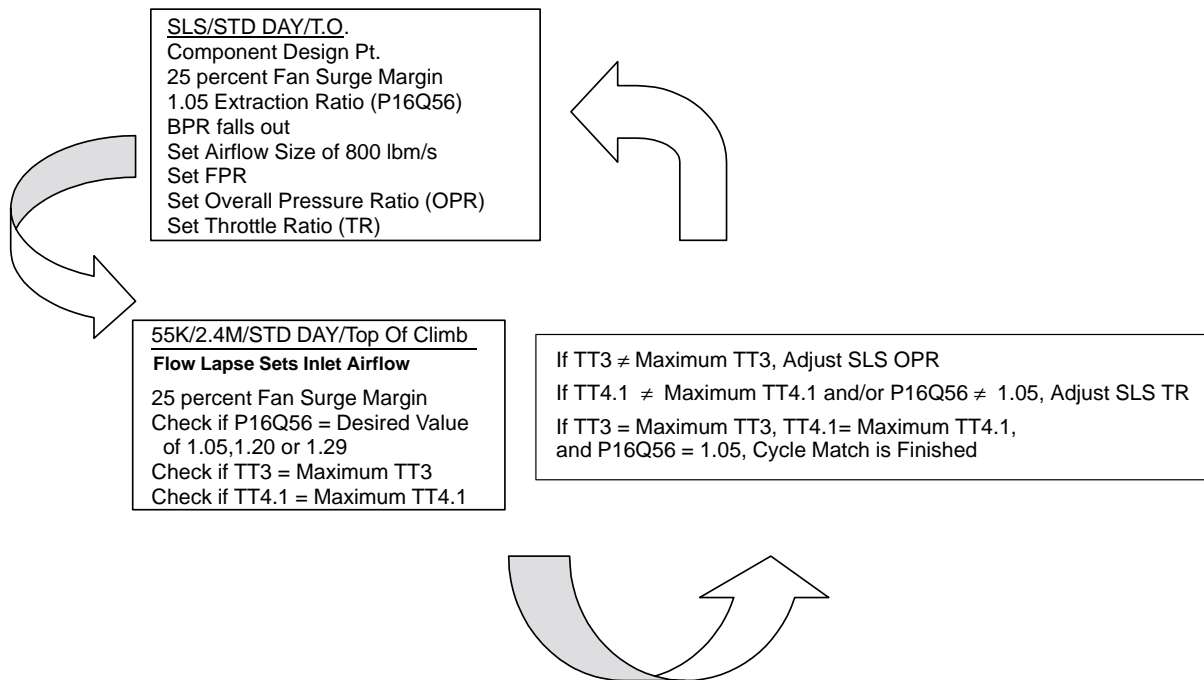 SLS/STD DAY/T.O.
Component Design Pt.
25 percent Fan Surge Margin
1.05 Extraction Ratio (P16Q56)
BPR falls out
Set Airflow Size of 800 lbm/s
Set FPR
Set Overall Pressure Ratio (OPR)
Set Throttle Ratio (TR)
55K/2.4M/STD DAY/Top Of Climb
Flow Lapse Sets Inlet Airflow
25 percent Fan Surge Margin
Check if P16Q56 = Desired Value
of 1.05,1.20 or 1.29
Check if TT3 = Maximum TT3
Check if TT4.1 = Maximum TT4.1
If TT3 ≠ Maximum TT3, Adjust SLS OPR
If TT4.1 ≠ Maximum TT4.1 and/or P16Q56 ≠ 1.05, Adjust SLS TR
If TT3 = Maximum TT3, TT4.1= Maximum TT4.1,
and P16Q56 = 1.05, Cycle Match is Finished